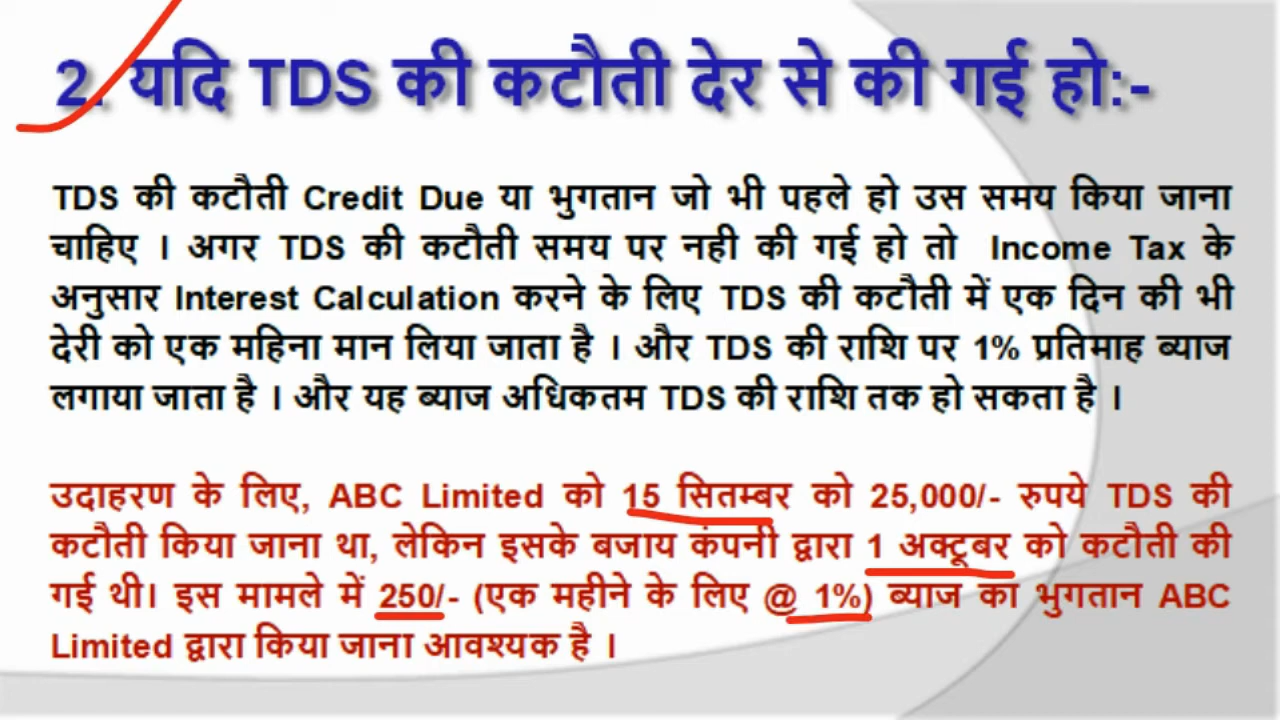 2. यदि TDS की कटौती देर से की गई हो:-
TDS की कटौती Credit Due या भुगतान जो भी पहले हो उस समय किया जाना
चाहिए । अगर TDS की कटौती समय पर नही की गई हो तो Income Tax के
अनुसार Interest Calculation करने के लिए TDS की कटौती में एक दिन की भी
देरी को एक महिना मान लिया जाता है । और TDS की राशि पर 1% प्रतिमाह ब्याज
लगाया जाता है । और यह ब्याज अधिकतम TDS की राशि तक हो सकता है ।
उदाहरण के लिए, ABC Limited को 15 सितम्बर को 25,000/- रुपये TDS की
कटौती किया जाना था, लेकिन इसके बजाय कंपनी द्वारा 1 अक्टूबर को कटौती की
गई थी। इस मामले में 250/- (एक महीने के लिए @ 1%) ब्याज का भुगतान ABC
Limited द्वारा किया जाना आवश्यक है ।